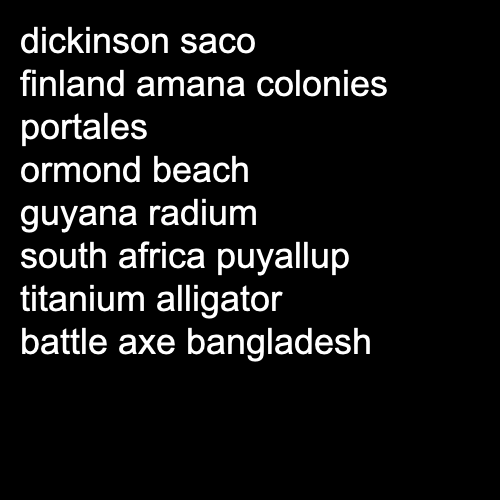 dickinson saco
finland amana colonies
portales
ormond beach
guyana radium
south africa puyallup
titanium alligator
battle axe bangladesh